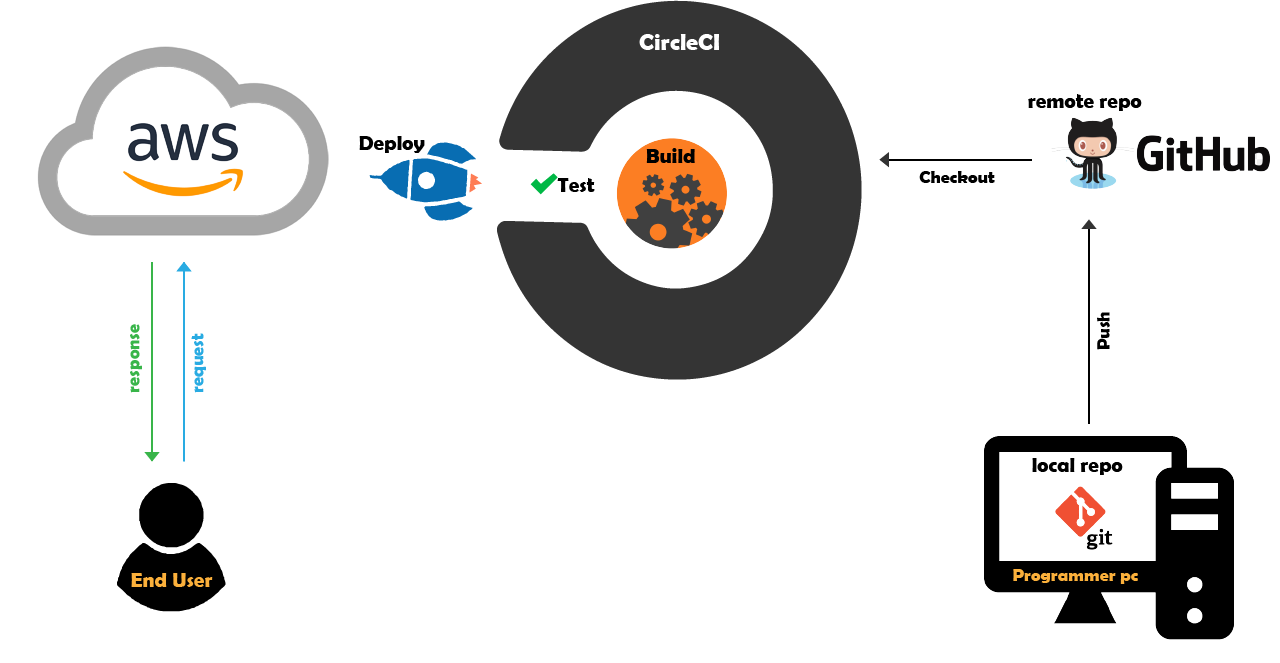 CircleCI
remote repo
GitHub
aws
Deploy
Build
Test
Checkout
Push
response
request
local repo
git
Programmer pc
End User